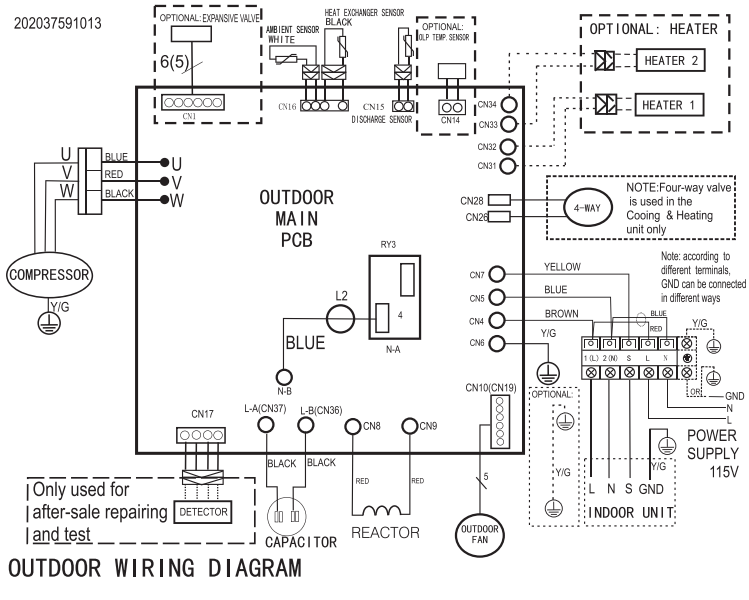 202037591013
OPTIONAL: EXPANSIVE VALVE
6(5)
CN1
AMBIENT SENSOR
WHITE
HEAT EXCHANGER SENSOR
BLACK
CN16
CN15
DISCHARGE SENSOR
OPTIONAL:
OLP TEMP. SENSOR
CN14
OPTIONAL: HEATER
HEATER 2
HEATER 1
CN34
CN33
CN32
CN31
U
V
W
BLUE
RED
BLACK
U
V
W
COMPRESSOR
Y/G
OUTDOOR
MAIN
PCB
RY3
4
N-A
L2
BLUE
N-B
CN28
CN26
4-WAY
NOTE:Four-way valve
is used in the
Cooing & Heating
unit only
Note: according to
different terminals,
GND can be connected
in different ways
CN7
YELLOW
CN5
BLUE
CN4
BROWN
CN6
Y/G
BLUE
RED
Y/G
1 (L) 2 (N) S L N
OR
GND
N
L
POWER
SUPPLY
115V
OPTIONAL:
Y/G
Y/G
L N S GND
INDOOR UNIT
CN10(CN19)
5
OUTDOOR
FAN
CN17
DETECTOR
Only used for
after-sale repairing
and test
L-A(CN37)
L-B(CN36)
BLACK
BLACK
CAPACITOR
CN8
CN9
RED
RED
REACTOR
OUTDOOR WIRING DIAGRAM